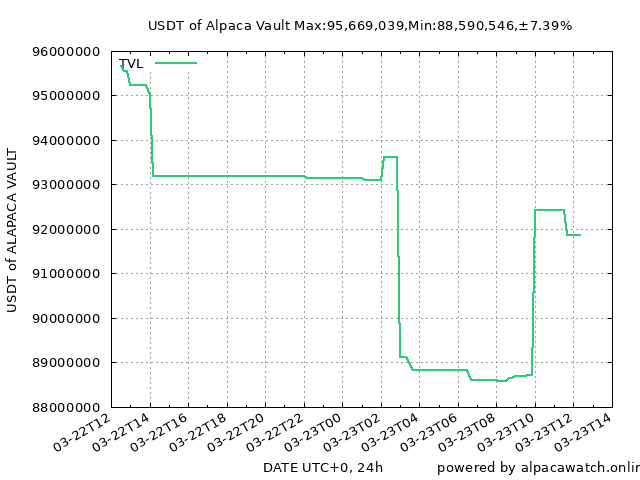 USDT of Alpaca Vault Max:95,669,039,Min:88,590,546,±7.39%
96000000
95000000
94000000
93000000
92000000
91000000
90000000
89000000
88000000
USDT of ALAPACA VAULT
TVL
03-22T12
03-22T14
03-22T16
03-22T18
03-22T20
03-22T22
03-23T00
03-23T02
03-23T04
03-23T06
03-23T08
03-23T10
03-23T12
03-23T14
DATE UTC+0, 24h
powered by alpacawatch.onlin